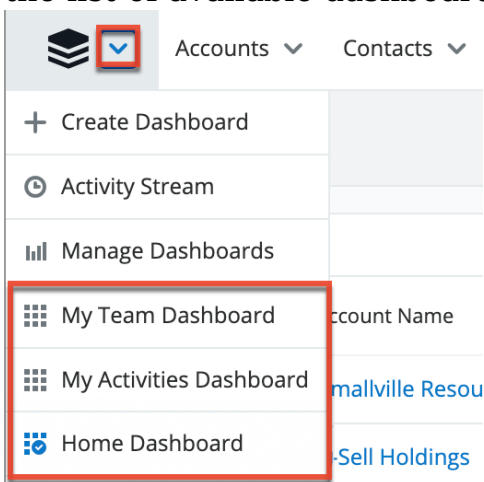 Accounts
Contacts
Create Dashboard
Activity Stream
Manage Dashboards
My Team Dashboard
ccount Name
My Activities Dashboard
mallville Resou
Home Dashboard
-Sell Holdings